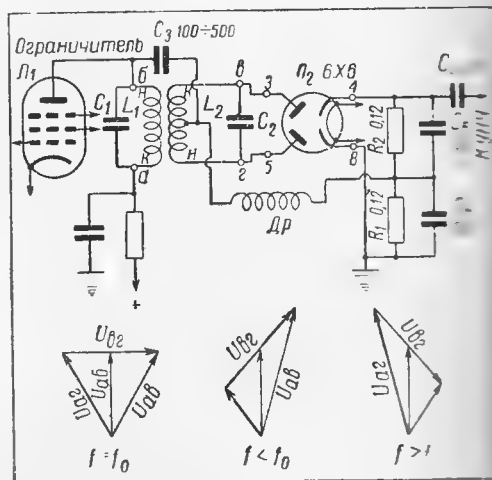 Ограничитель
Л1
C3 100÷500
C1
б
L1
н
к
а
к
L2
н
в
C2
г
3
5
Л2 6Х6
4
8
R2 0,12
R1 0,12
C
К УНЧ
Др
+
Uвг
Uаг
Uаб
Uав
f = f0
Uвг
Uав
f < f0
Uвг
Uаг
f >